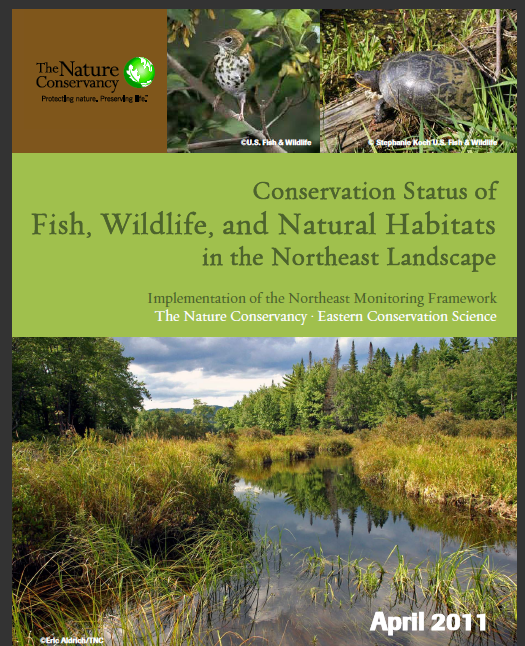 The Nature
Conservancy
Protecting nature. Preserving life.™
©U.S. Fish & Wildlife
© Stephanie Koch U.S. Fish & Wildlife
Conservation Status of
Fish, Wildlife, and Natural Habitats
in the Northeast Landscape
Implementation of the Northeast Monitoring Framework
The Nature Conservancy · Eastern Conservation Science
April 2011
©Eric Aldrich/TNC